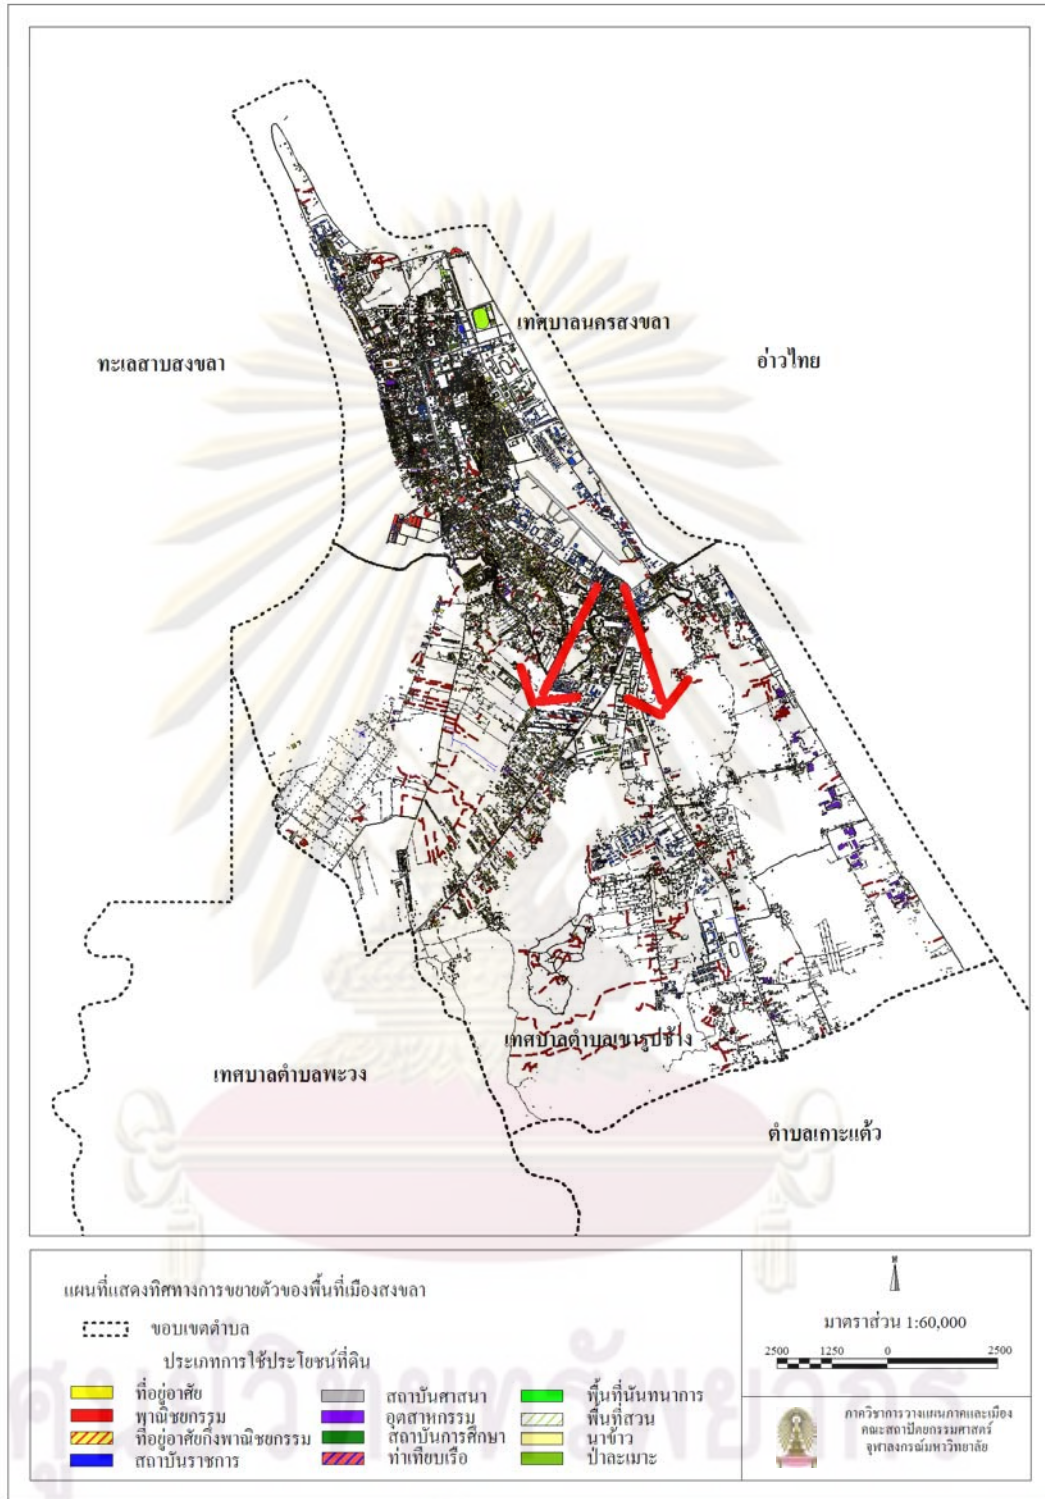 เทศบาลนครสงขลา
ทะเลสาบสงขลา
อ่าวไทย
เทศบาลตำบลเขารูปช้าง
เทศบาลตำบลพะวง
ตำบลเกาะแต้ว
แผนที่แสดงทิศทางการขยายตัวของพื้นที่เมืองสงขลา
ขอบเขตตำบล
ประเภทการใช้ประโยชน์ที่ดิน
ที่อยู่อาศัย
พาณิชยกรรม
ที่อยู่อาศัยกึ่งพาณิชยกรรม
สถาบันราชการ
สถาบันศาสนา
อุตสาหกรรม
สถาบันการศึกษา
ท่าเทียบเรือ
พื้นที่นันทนาการ
พื้นที่สวน
นาข้าว
ป่าละเมาะ
N
มาตราส่วน 1:60,000
2500 1250 0 2500
ภาควิชาการวางแผนภาคและเมือง
คณะสถาปัตยกรรมศาสตร์
จุฬาลงกรณ์มหาวิทยาลัย
ศูนย์วิทยทรัพยากร